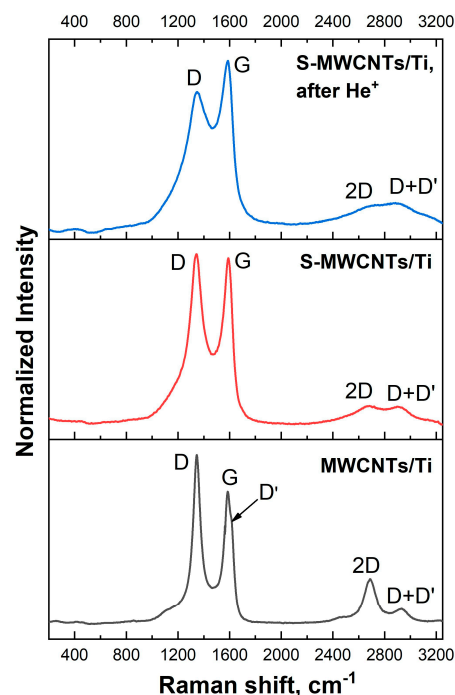 400 800 1200 1600 2000 2400 2800 3200
S-MWCNTs/Ti,
after He⁺
D
G
2D
D+D'
S-MWCNTs/Ti
D
G
2D
D+D'
MWCNTs/Ti
D
G
D'
2D
D+D'
Normalized Intensity
400 800 1200 1600 2000 2400 2800 3200
Raman shift, cm⁻¹